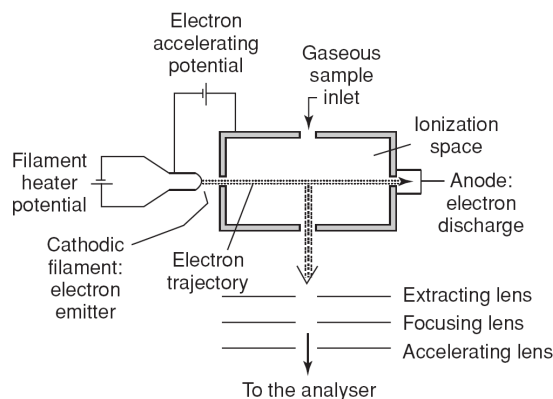 Electron
accelerating
potential
Gaseous
sample
inlet
Ionization
space
Filament
heater
potential
Anode:
electron
discharge
Cathodic
filament:
electron
emitter
Electron
trajectory
Extracting lens
Focusing lens
Accelerating lens
To the analyser